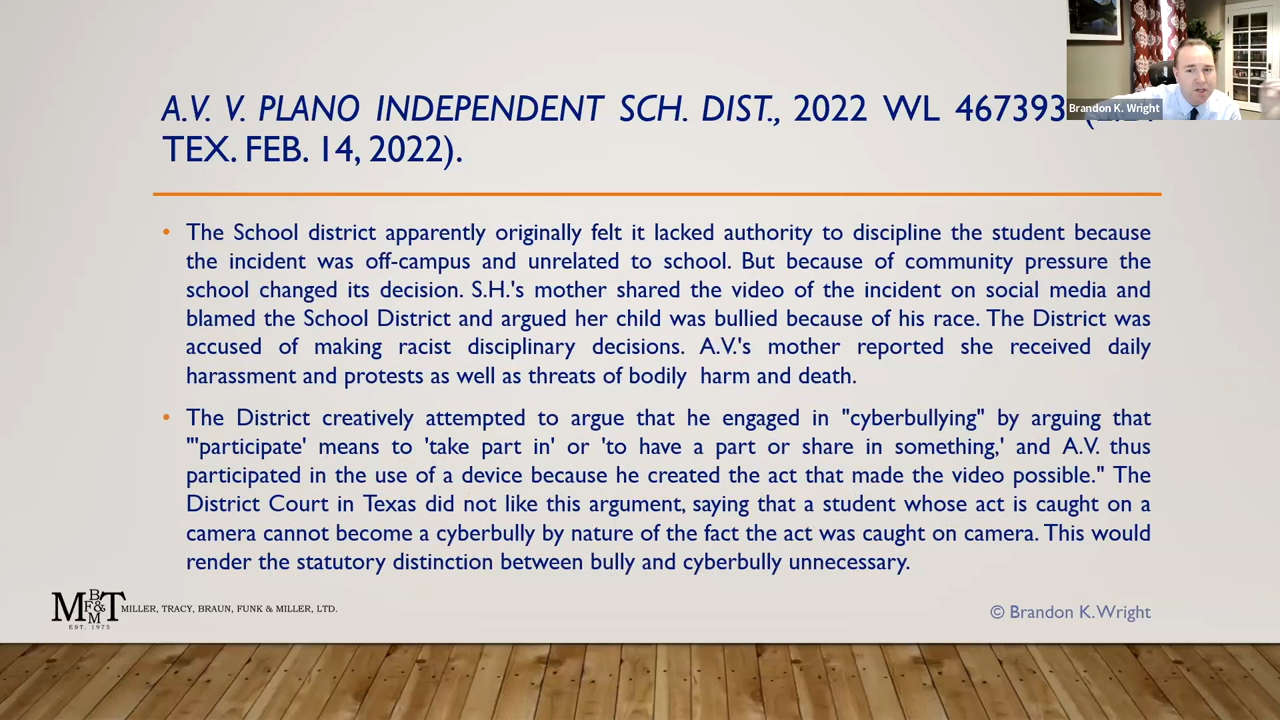 A.V. V. PLANO INDEPENDENT SCH. DIST., 2022 WL 467393
TEX. FEB. 14, 2022).
Brandon K. Wright
• The School district apparently originally felt it lacked authority to discipline the student because
the incident was off-campus and unrelated to school. But because of community pressure the
school changed its decision. S.H.'s mother shared the video of the incident on social media and
blamed the School District and argued her child was bullied because of his race. The District was
accused of making racist disciplinary decisions. A.V.'s mother reported she received daily
harassment and protests as well as threats of bodily harm and death.
• The District creatively attempted to argue that he engaged in "cyberbullying" by arguing that
"'participate' means to 'take part in' or 'to have a part or share in something,' and A.V. thus
participated in the use of a device because he created the act that made the video possible." The
District Court in Texas did not like this argument, saying that a student whose act is caught on a
camera cannot become a cyberbully by nature of the fact the act was caught on camera. This would
render the statutory distinction between bully and cyberbully unnecessary.
MBF&MT
EST. 1975
MILLER, TRACY, BRAUN, FUNK & MILLER, LTD.
© Brandon K. Wright